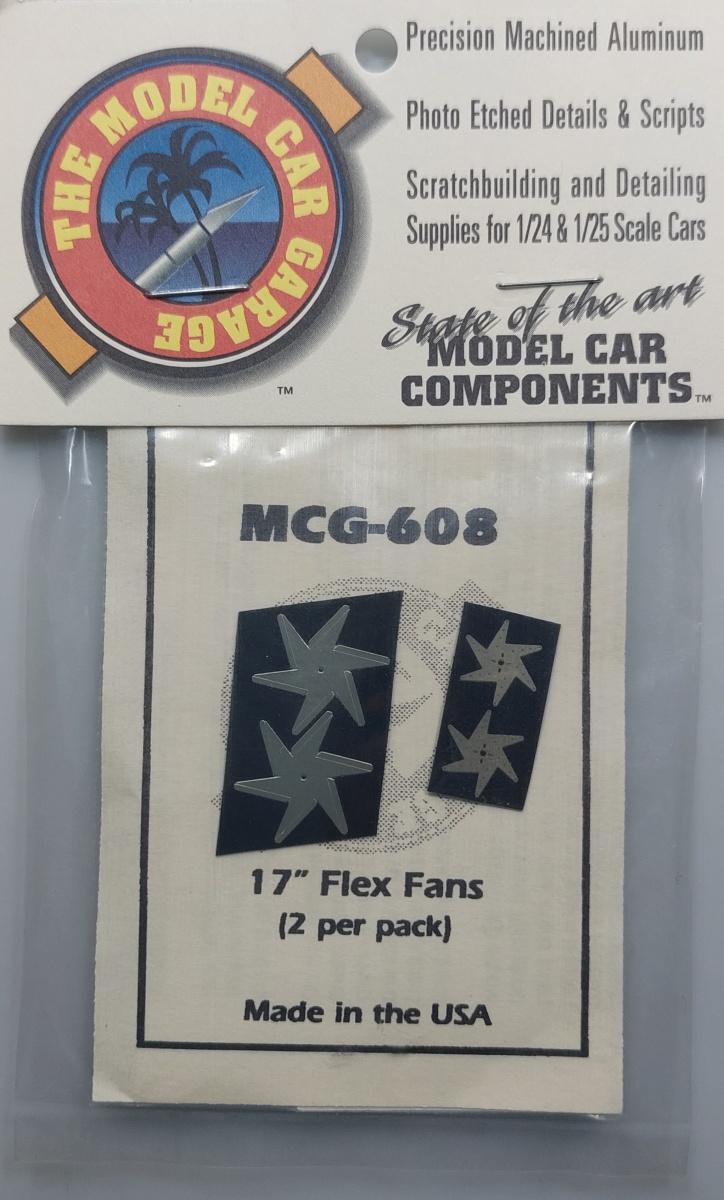 THE MODEL CAR GARAGE
TM
Precision Machined Aluminum
Photo Etched Details & Scripts
Scratchbuilding and Detailing
Supplies for 1/24 & 1/25 Scale Cars
State of the art
MODEL CAR
COMPONENTS TM
MCG-608
17" Flex Fans
(2 per pack)
Made in the USA